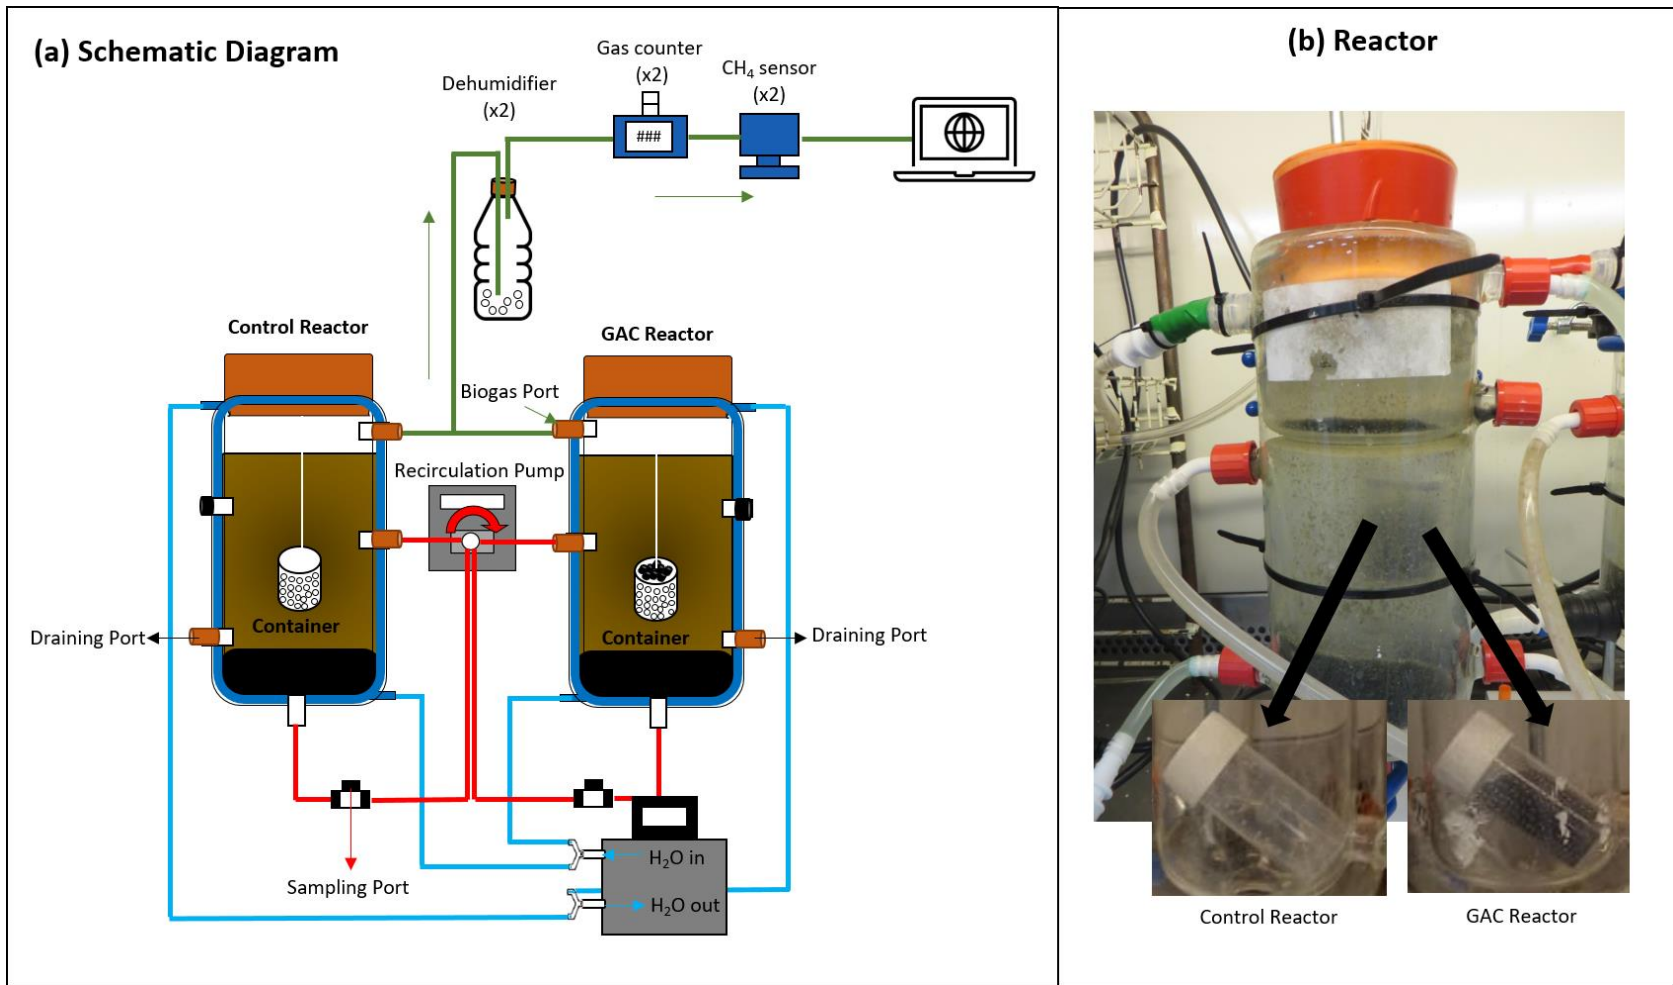 (a) Schematic Diagram
Gas counter
(x2)
CH₄ sensor
(x2)
Dehumidifier
(x2)
###
Control Reactor
GAC Reactor
Biogas Port
Recirculation Pump
Container
Container
Draining Port
Draining Port
H₂O in
H₂O out
Sampling Port
(b) Reactor
Control Reactor
GAC Reactor